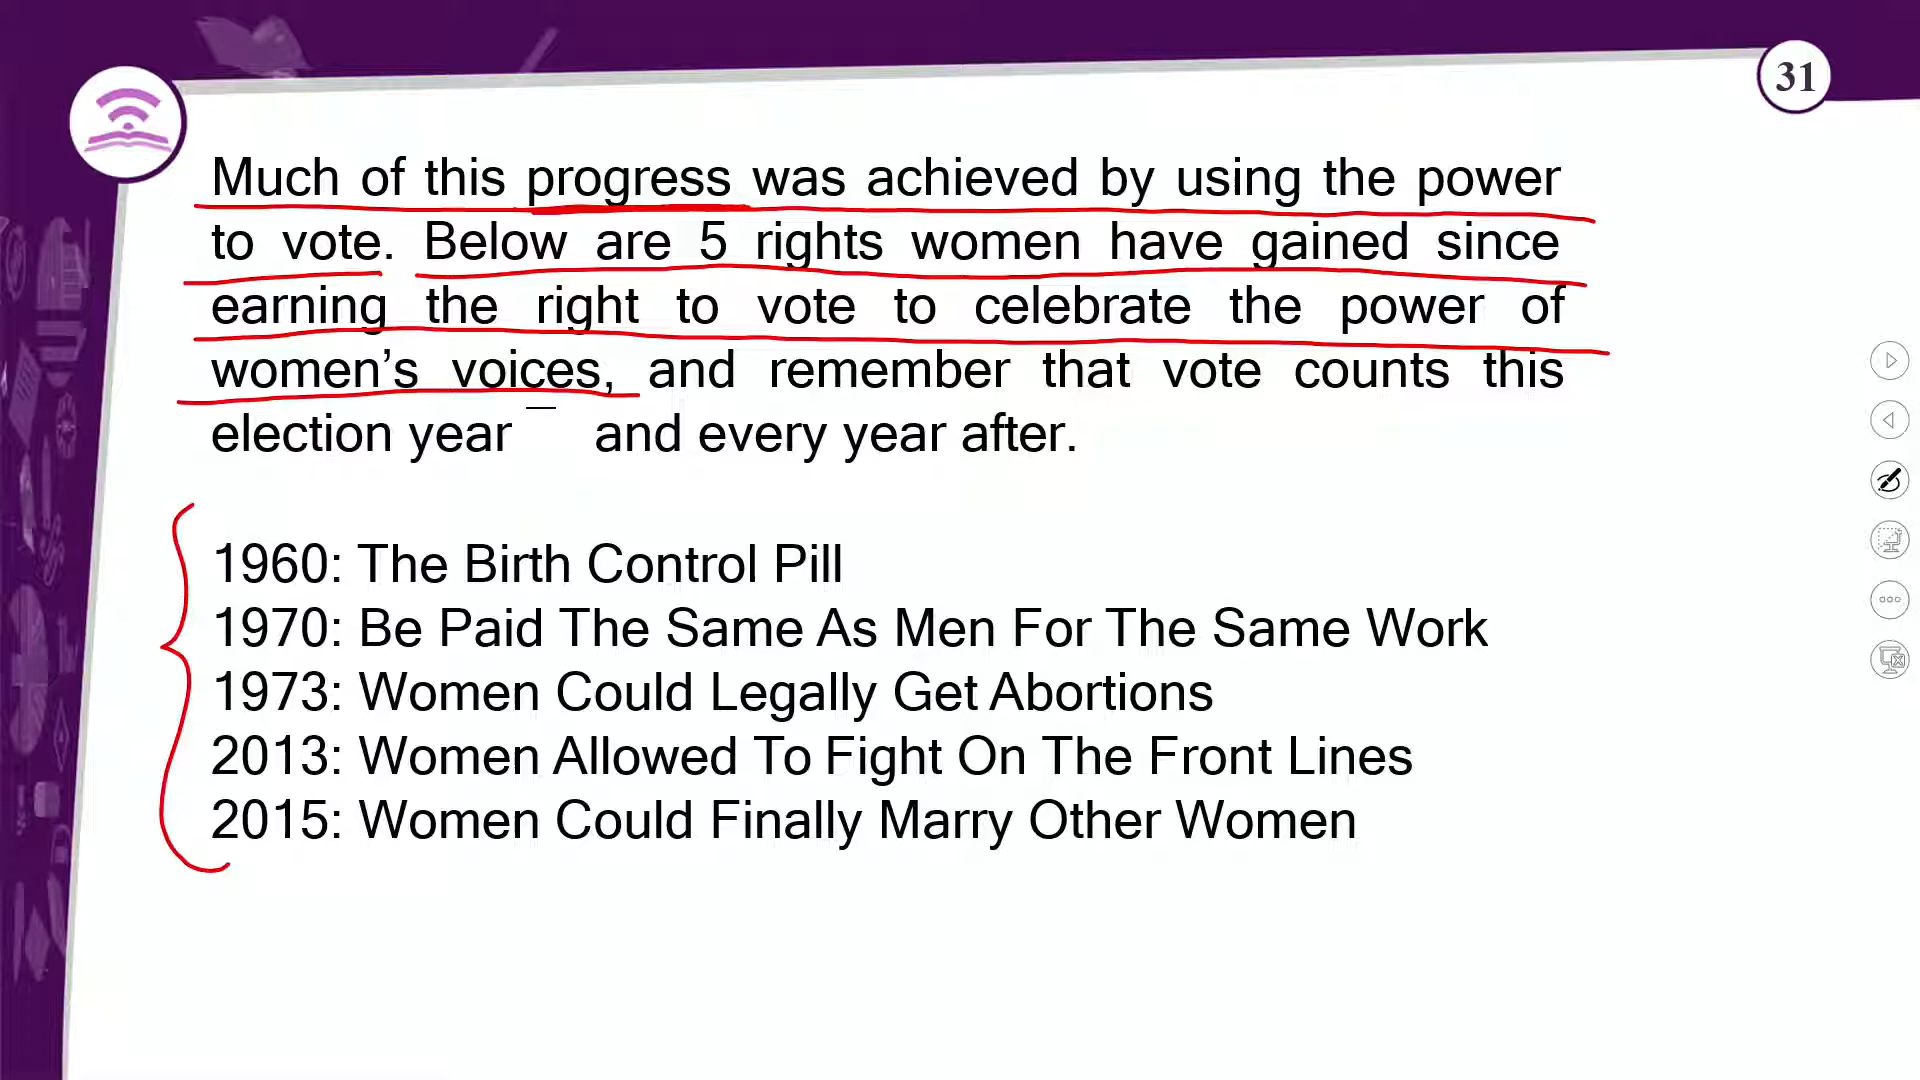 31
Much of this progress was achieved by using the power
to vote. Below are 5 rights women have gained since
earning the right to vote to celebrate the power of
women’s voices, and remember that vote counts this
election year — and every year after.
1960: The Birth Control Pill
1970: Be Paid The Same As Men For The Same Work
1973: Women Could Legally Get Abortions
2013: Women Allowed To Fight On The Front Lines
2015: Women Could Finally Marry Other Women